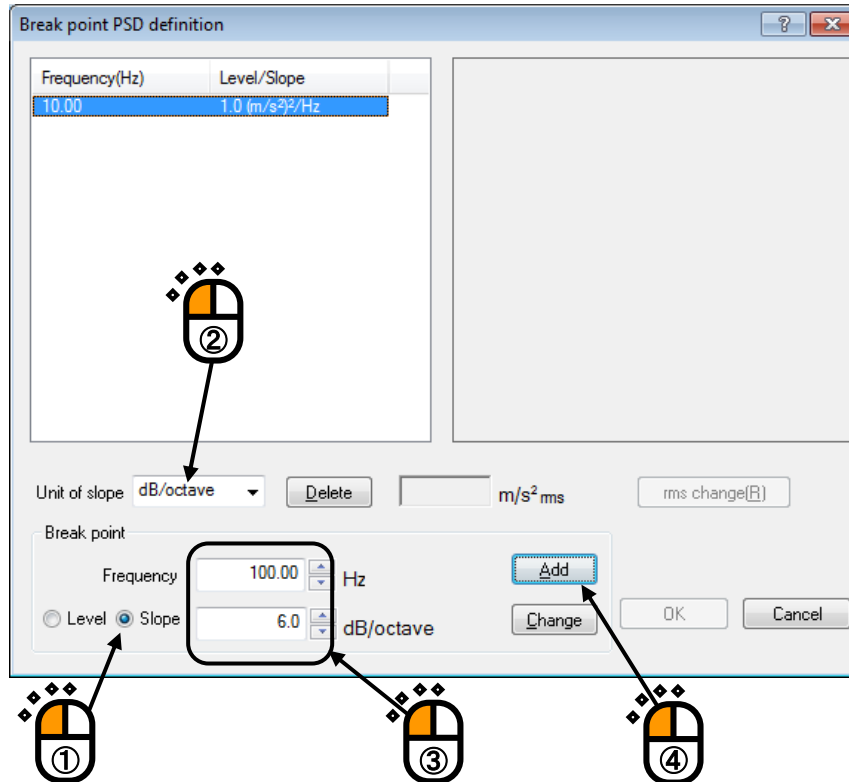 Break point PSD definition
Frequency(Hz) Level/Slope
10.00 1.0 (m/s²)²/Hz
②
Unit of slope dB/octave Delete m/s² rms rms change(R)
Break point
Frequency 100.00 Hz Add
Level Slope 6.0 dB/octave Change OK Cancel
① ③ ④